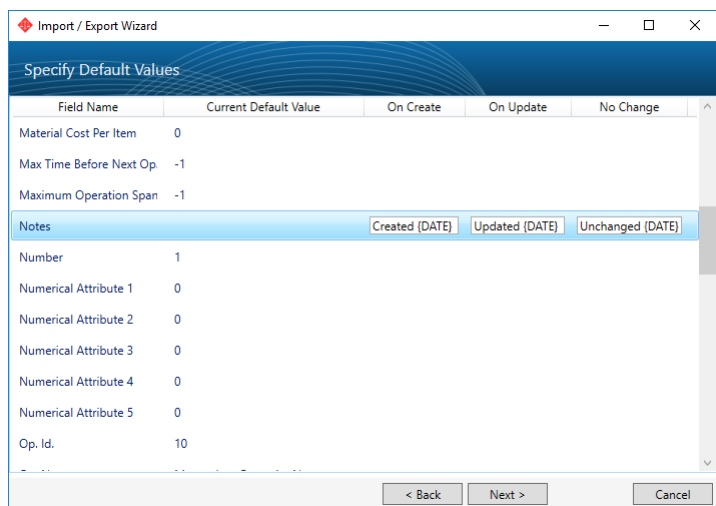 Import / Export Wizard
Specify Default Values
Field Name Current Default Value On Create On Update No Change
Material Cost Per Item 0
Max Time Before Next Op. -1
Maximum Operation Span -1
Notes Created {DATE} Updated {DATE} Unchanged {DATE}
Number 1
Numerical Attribute 1 0
Numerical Attribute 2 0
Numerical Attribute 3 0
Numerical Attribute 4 0
Numerical Attribute 5 0
Op. Id. 10
< Back Next > Cancel